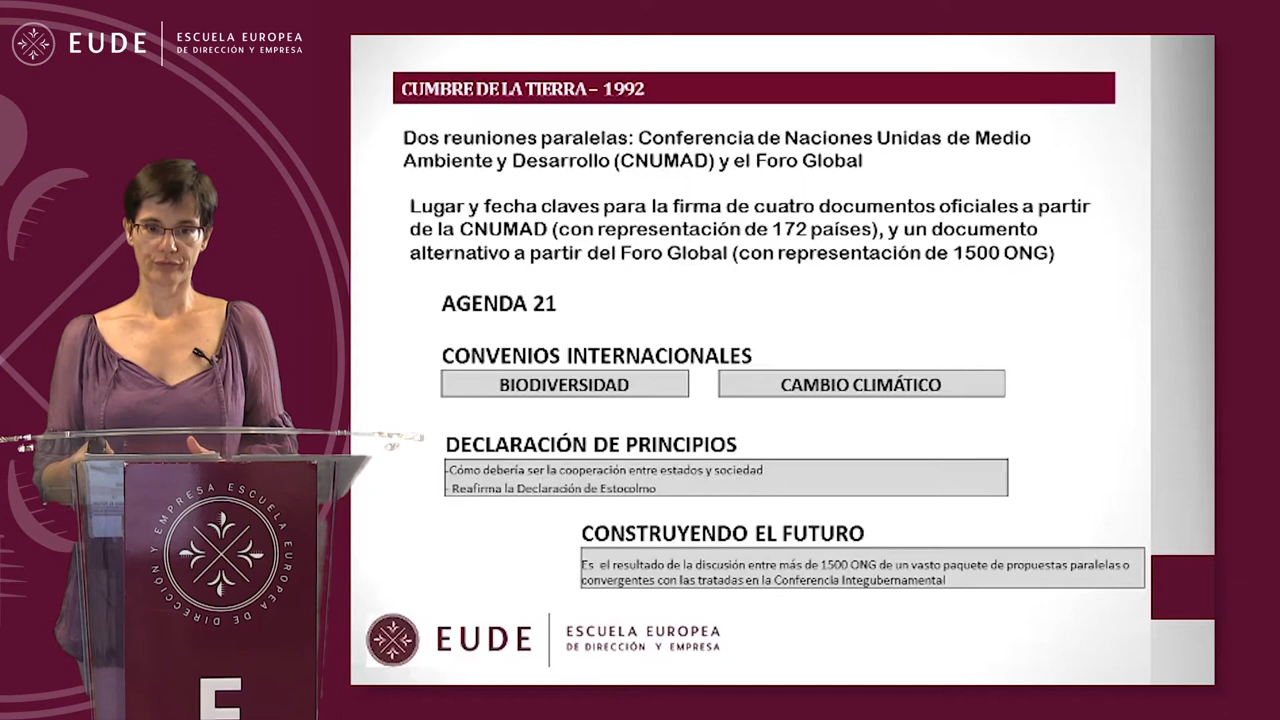 EUDE
ESCUELA EUROPEA
DE DIRECCIÓN Y EMPRESA
CUMBRE DE LA TIERRA – 1992
Dos reuniones paralelas: Conferencia de Naciones Unidas de Medio
Ambiente y Desarrollo (CNUMAD) y el Foro Global
Lugar y fecha claves para la firma de cuatro documentos oficiales a partir
de la CNUMAD (con representación de 172 países), y un documento
alternativo a partir del Foro Global (con representación de 1500 ONG)
AGENDA 21
CONVENIOS INTERNACIONALES
BIODIVERSIDAD
CAMBIO CLIMÁTICO
DECLARACIÓN DE PRINCIPIOS
-Cómo debería ser la cooperación entre estados y sociedad
- Reafirma la Declaración de Estocolmo
CONSTRUYENDO EL FUTURO
Es el resultado de la discusión entre más de 1500 ONG de un vasto paquete de propuestas paralelas o
convergentes con las tratadas en la Conferencia Integubernamental
EUDE
ESCUELA EUROPEA
DE DIRECCIÓN Y EMPRESA
ESCUELA EUROPEA DE DIRECCIÓN Y EMPRESA
E